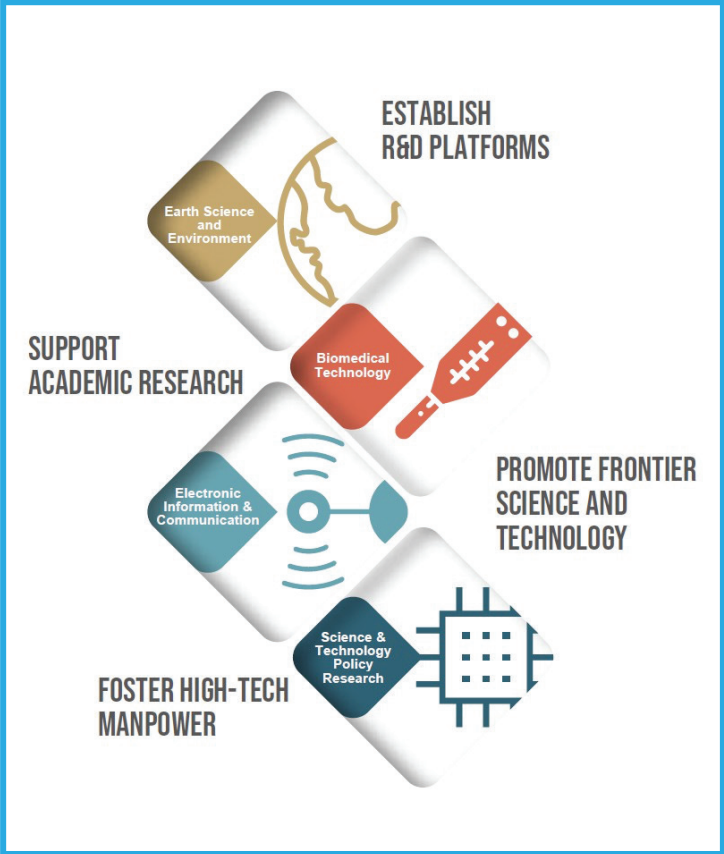 ESTABLISH
R&D PLATFORMS
Earth Science
and
Environment
SUPPORT
ACADEMIC RESEARCH
Biomedical
Technology
PROMOTE FRONTIER
SCIENCE AND
TECHNOLOGY
Electronic
Information &
Communication
Science &
Technology
Policy
Research
FOSTER HIGH-TECH
MANPOWER